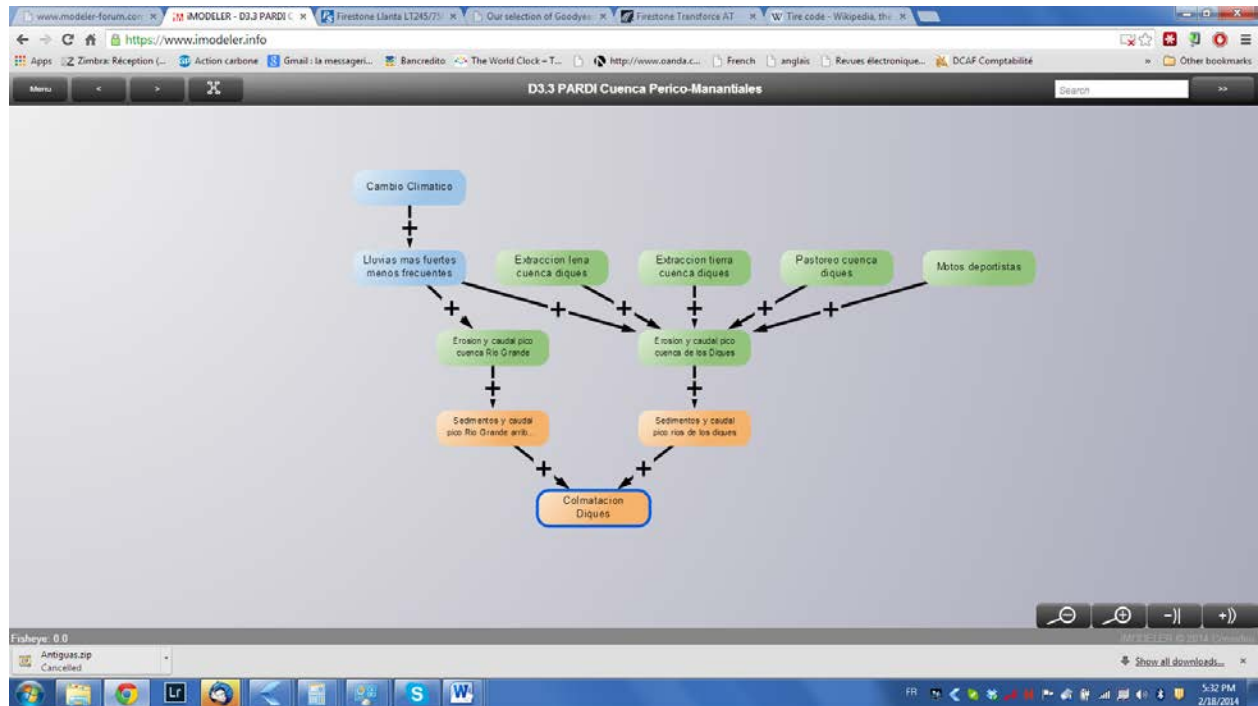 www.modeler-forum.com
iMODELER - D3.3 PARDI C
Firestone Llanta LT245/75
Our selection of Goodye
Firestone Transforce AT
Tire code - Wikipedia, the
https://www.imodeler.info
Apps
Zimbra: Réception (...
Action carbone
Gmail : la messageri...
Bancredito
The World Clock – T...
http://www.oanda.c...
French
anglais
Revues électronique...
DCAF Comptabilité
»
Other bookmarks
Menu
<
>
D3.3 PARDI Cuenca Perico-Manantiales
Search
>>
Cambio Climatico
+
Lluvias mas fuertes
menos frecuentes
Extraccion lena
cuenca diques
Extraccion tierra
cuenca diques
Pastoreo cuenca
diques
Motos deportistas
+ + + + +
Erosion y caudal pico
cuenca Rio Grande
Erosion y caudal pico
cuenca de los Diques
+ +
Sedimentos y caudal
pico Rio Grande arrib...
Sedimentos y caudal
pico rios de los diques
+ +
Colmatacion
Diques
-)|
+))
Fisheye: 0.0
iMODELER © 2014 Consideo
Antiguas.zip
Cancelled
Show all downloads...
Lr
S
W
FR
5:32 PM
2/18/2014